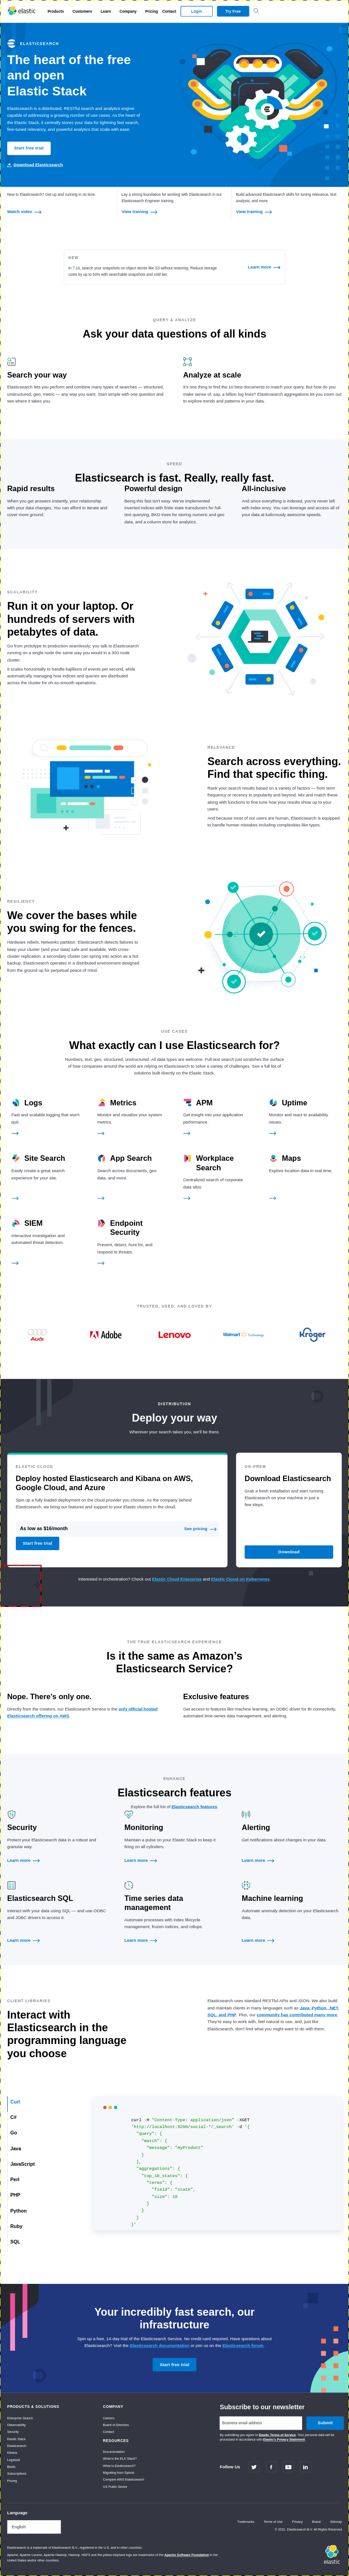 elastic
Products Customers Learn Company Pricing Contact Login Try Free
ELASTICSEARCH
The heart of the free
and open
Elastic Stack
Elasticsearch is a distributed, RESTful search and analytics engine
capable of addressing a growing number of use cases. As the heart of the
Elastic Stack, it centrally stores your data for lightning fast search,
fine-tuned relevancy, and powerful analytics that scale with ease.
Start free trial
Download Elasticsearch
New to Elasticsearch? Get up and running in no time.
Watch video
Lay a strong foundation for working with Elasticsearch in our
Elasticsearch Engineer training.
View training
Build advanced Elasticsearch skills for tuning relevance, text
analysis, and more.
View training
NEW
In 7.10, search your snapshots on object stores like S3 without restoring. Reduce storage
costs by up to 50% with searchable snapshots and cold tier.
Learn more
QUERY & ANALYZE
Ask your data questions of all kinds
Search your way
Elasticsearch lets you perform and combine many types of searches — structured,
unstructured, geo, metric — any way you want. Start simple with one question and
see where it takes you.
Analyze at scale
It's one thing to find the 10 best documents to match your query. But how do you
make sense of, say, a billion log lines? Elasticsearch aggregations let you zoom out
to explore trends and patterns in your data.
SPEED
Elasticsearch is fast. Really, really fast.
Rapid results
When you get answers instantly, your relationship
with your data changes. You can afford to iterate and
cover more ground.
Powerful design
Being this fast isn't easy. We've implemented
inverted indices with finite state transducers for full-
text querying, BKD trees for storing numeric and geo
data, and a column store for analytics.
All-inclusive
And since everything is indexed, you're never left
with index envy. You can leverage and access all of
your data at ludicrously awesome speeds.
SCALABILITY
Run it on your laptop. Or
hundreds of servers with
petabytes of data.
Go from prototype to production seamlessly; you talk to Elasticsearch
running on a single node the same way you would in a 300-node
cluster.
It scales horizontally to handle kajillions of events per second, while
automatically managing how indices and queries are distributed
across the cluster for oh-so-smooth operations.
RELEVANCE
Search across everything.
Find that specific thing.
Rank your search results based on a variety of factors — from term
frequency or recency to popularity and beyond. Mix and match these
along with functions to fine tune how your results show up to your
users.
And because most of our users are human, Elasticsearch is equipped
to handle human mistakes including complexities like typos.
RESILIENCY
We cover the bases while
you swing for the fences.
Hardware rebels. Networks partition. Elasticsearch detects failures to
keep your cluster (and your data) safe and available. With cross-
cluster replication, a secondary cluster can spring into action as a hot
backup. Elasticsearch operates in a distributed environment designed
from the ground up for perpetual peace of mind.
USE CASES
What exactly can I use Elasticsearch for?
Numbers, text, geo, structured, unstructured. All data types are welcome. Full-text search just scratches the surface
of how companies around the world are relying on Elasticsearch to solve a variety of challenges. See a full list of
solutions built directly on the Elastic Stack.
Logs
Fast and scalable logging that won't
quit.
Metrics
Monitor and visualize your system
metrics.
APM
Get insight into your application
performance.
Uptime
Monitor and react to availability
issues.
Site Search
Easily create a great search
experience for your site.
App Search
Search across documents, geo
data, and more.
Workplace
Search
Centralized search of corporate
data silos.
Maps
Explore location data in real time.
SIEM
Interactive investigation and
automated threat detection.
Endpoint
Security
Prevent, detect, hunt for, and
respond to threats.
TRUSTED, USED, AND LOVED BY
Audi
Adobe
Lenovo
Walmart Technology
Kroger
DISTRIBUTION
Deploy your way
Wherever your search takes you, we'll be there.
ELASTIC CLOUD
Deploy hosted Elasticsearch and Kibana on AWS,
Google Cloud, and Azure
Spin up a fully loaded deployment on the cloud provider you choose. As the company behind
Elasticsearch, we bring our features and support to your Elastic clusters in the cloud.
As low as $16/month
See pricing
Start free trial
ON-PREM
Download Elasticsearch
Grab a fresh installation and start running
Elasticsearch on your machine in just a
few steps.
Download
Interested in orchestration? Check out Elastic Cloud Enterprise and Elastic Cloud on Kubernetes.
THE TRUE ELASTICSEARCH EXPERIENCE
Is it the same as Amazon's
Elasticsearch Service?
Nope. There's only one.
Directly from the creators, our Elasticsearch Service is the only official hosted
Elasticsearch offering on AWS.
Exclusive features
Get access to features like machine learning, an ODBC driver for BI connectivity,
automated time-series data management, and alerting.
ENHANCE
Elasticsearch features
Explore the full list of Elasticsearch features.
Security
Protect your Elasticsearch data in a robust and
granular way.
Learn more
Monitoring
Maintain a pulse on your Elastic Stack to keep it
firing on all cylinders.
Learn more
Alerting
Get notifications about changes in your data.
Learn more
Elasticsearch SQL
Interact with your data using SQL — and use ODBC
and JDBC drivers to access it.
Learn more
Time series data
management
Automate processes with index lifecycle
management, frozen indices, and rollups.
Learn more
Machine learning
Automate anomaly detection on your Elasticsearch
data.
Learn more
CLIENT LIBRARIES
Interact with
Elasticsearch in the
programming language
you choose
Elasticsearch uses standard RESTful APIs and JSON. We also build
and maintain clients in many languages such as Java, Python, .NET,
SQL, and PHP. Plus, our community has contributed many more.
They're easy to work with, feel natural to use, and, just like
Elasticsearch, don't limit what you might want to do with them.
Curl
C#
Go
Java
JavaScript
Perl
PHP
Python
Ruby
SQL
curl -H "Content-Type: application/json" -XGET
'http://localhost:9200/social-*/_search' -d '{
"query": {
"match": {
"message": "myProduct"
}
},
"aggregations": {
"top_10_states": {
"terms": {
"field": "state",
"size": 10
}
}
}
}'
Your incredibly fast search, our
infrastructure
Spin up a free, 14-day trial of the Elasticsearch Service. No credit card required. Have questions about
Elasticsearch? Visit the Elasticsearch documentation or join us on the Elasticsearch forum.
Start free trial
PRODUCTS & SOLUTIONS
Enterprise Search
Observability
Security
Elastic Stack
Elasticsearch
Kibana
Logstash
Beats
Subscriptions
Pricing
COMPANY
Careers
Board of Directors
Contact
RESOURCES
Documentation
What is the ELK Stack?
What is Elasticsearch?
Migrating from Splunk
Compare AWS Elasticsearch
US Public Sector
Subscribe to our newsletter
Business email address
Submit
By submitting you agree to Elastic Terms of Service. Your personal data will be
processed in accordance with Elastic's Privacy Statement.
Follow Us
Language
English
Trademarks Terms of Use Privacy Brand Sitemap
© 2021. Elasticsearch B.V. All Rights Reserved
Elasticsearch is a trademark of Elasticsearch B.V., registered in the U.S. and in other countries.
Apache, Apache Lucene, Apache Hadoop, Hadoop, HDFS and the yellow elephant logo are trademarks of the Apache Software Foundation in the
United States and/or other countries.
elastic